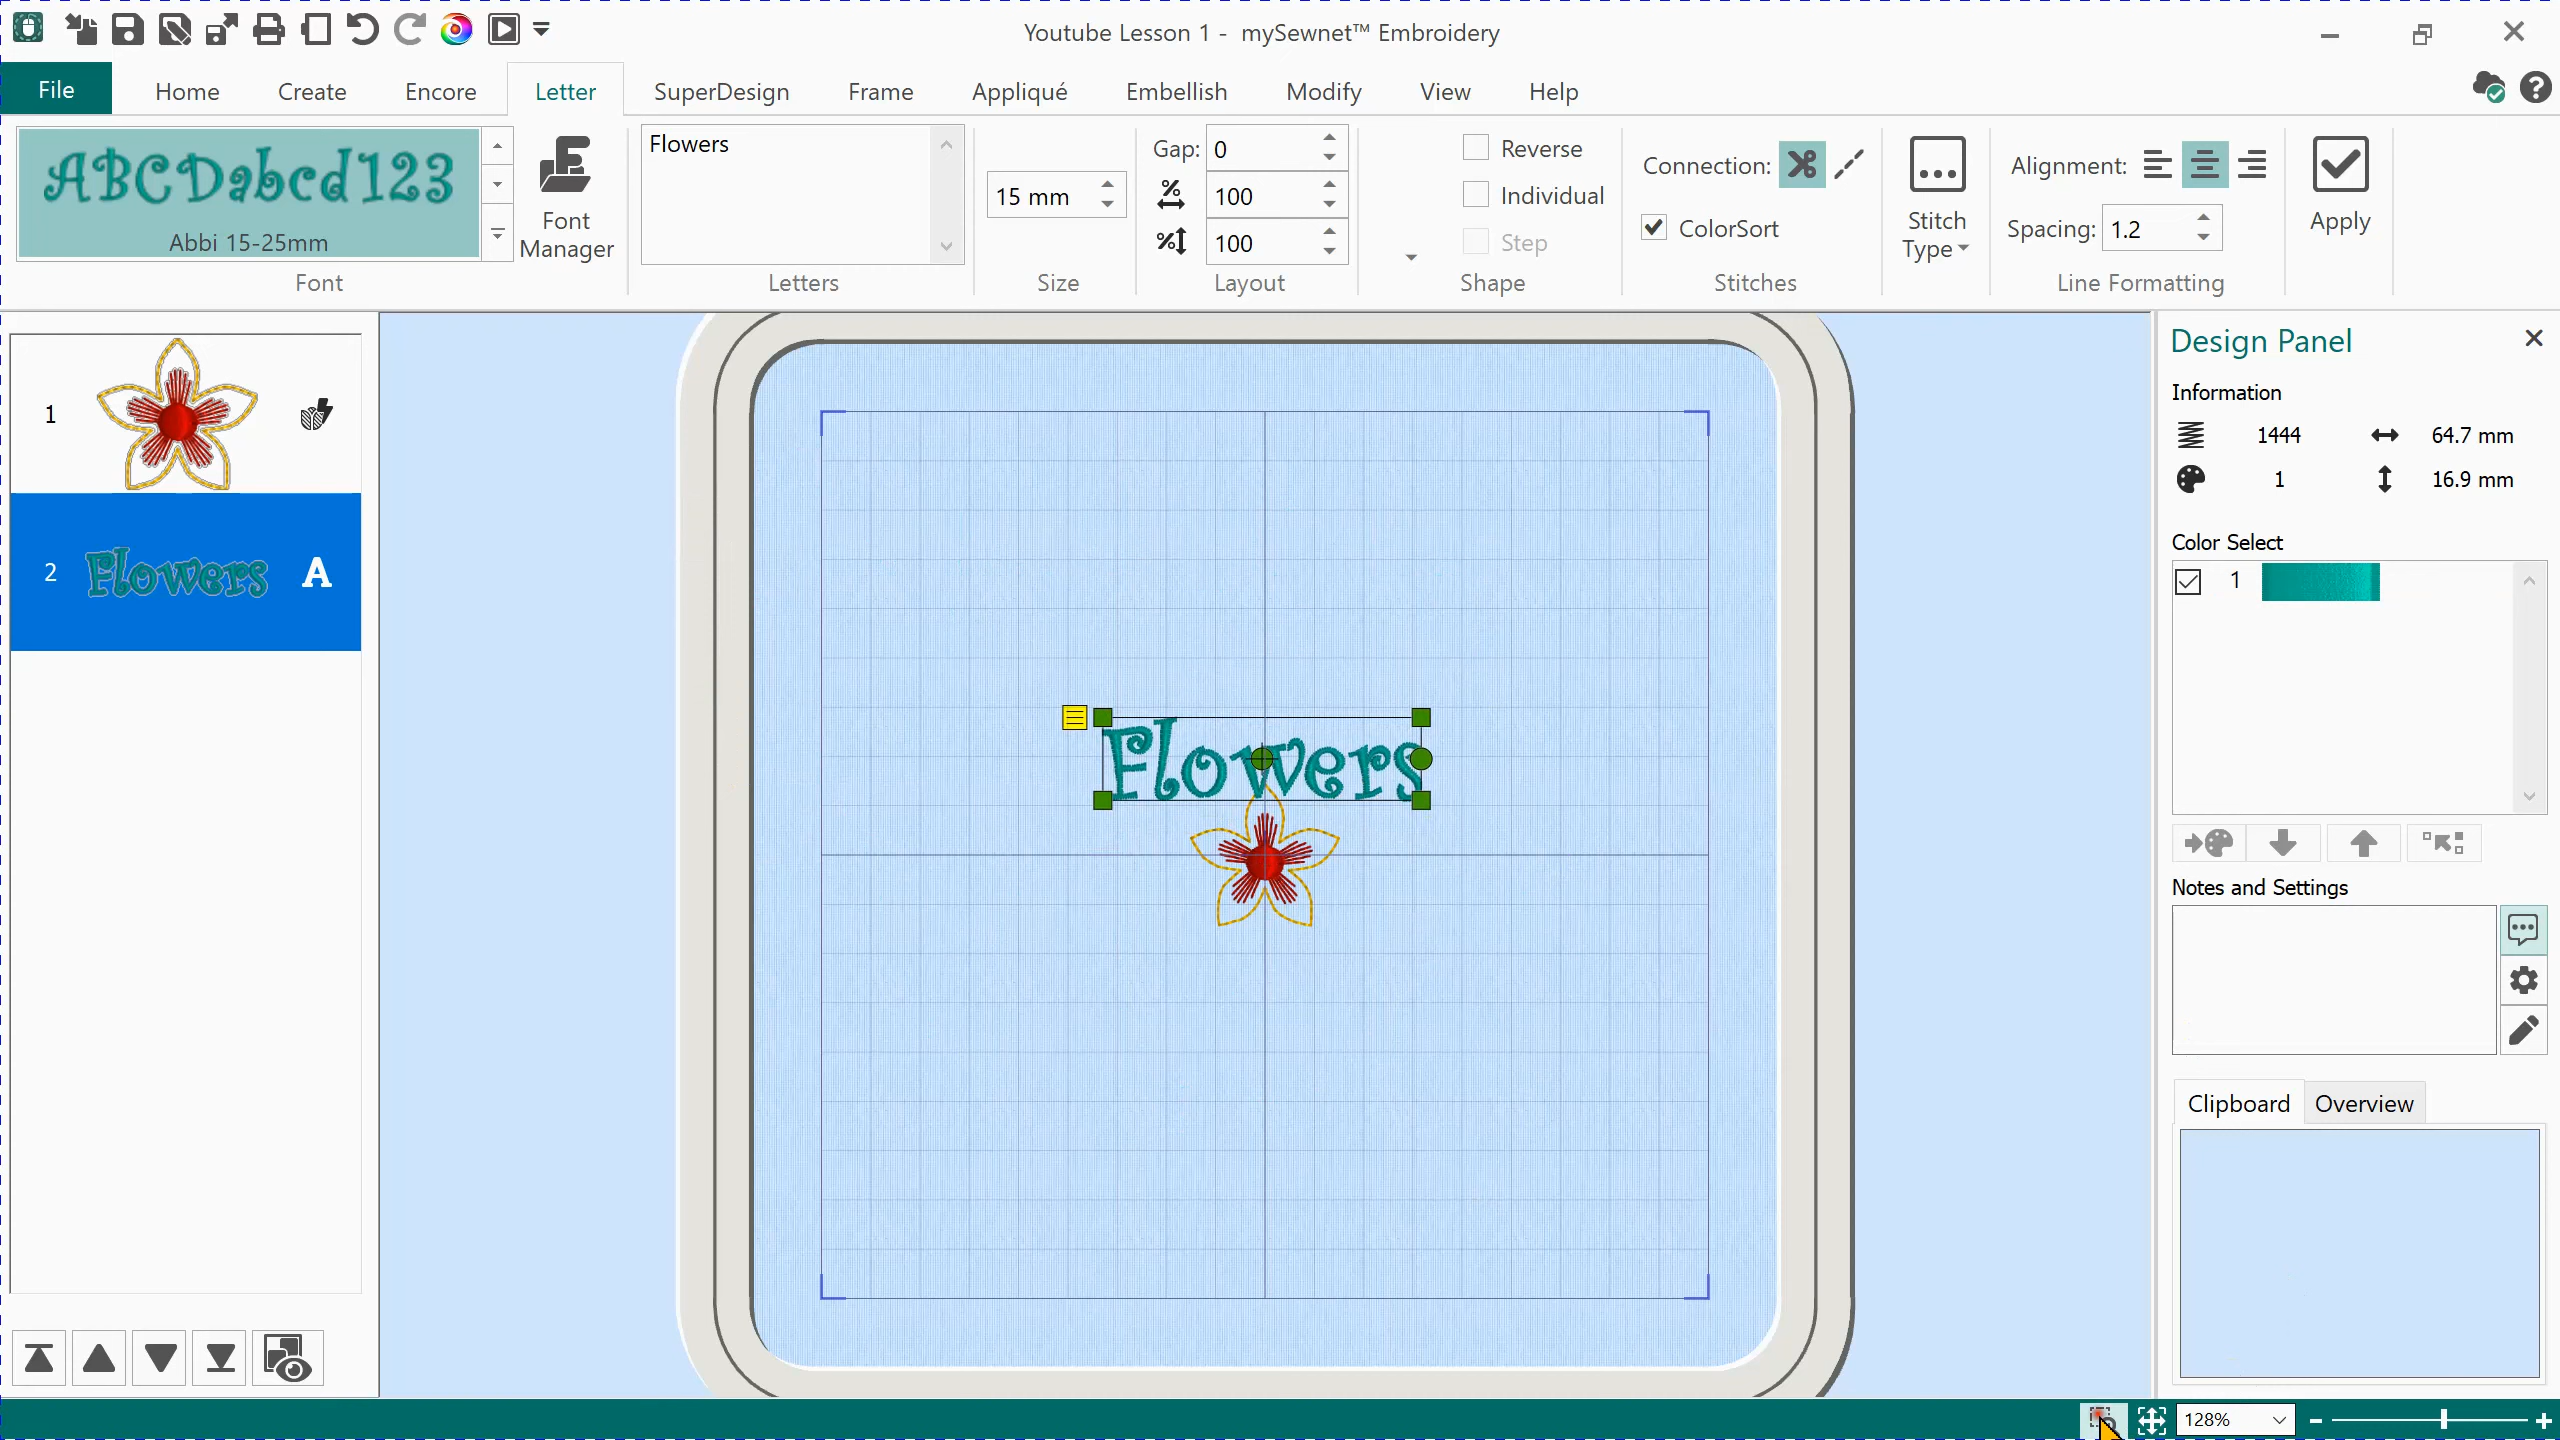 Youtube Lesson 1 - mySewnet™ Embroidery
File Home Create Encore Letter SuperDesign Frame Appliqué Embellish Modify View Help
ABCDabcd123
Abbi 15-25mm
Font Manager
Font
Flowers
Letters
15 mm
Size
Gap: 0
100
100
Layout
Reverse
Individual
Step
Shape
Connection:
ColorSort
Stitches
Stitch Type
Alignment:
Spacing: 1.2
Line Formatting
Apply
1
2 Flowers A
Flowers
Design Panel
Information
1444 64.7 mm
1 16.9 mm
Color Select
1
Notes and Settings
Clipboard Overview
128%